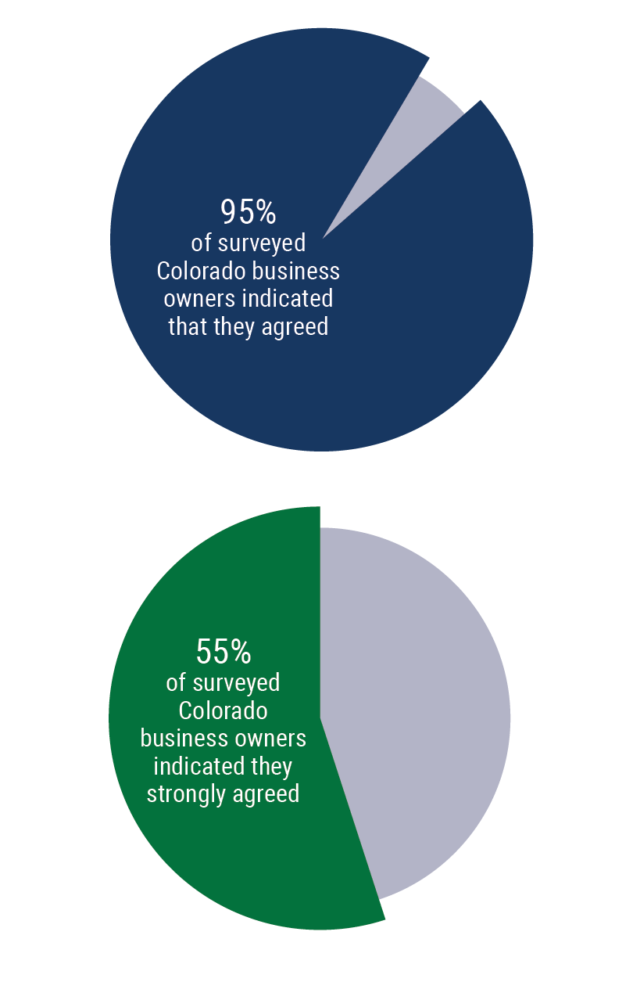 95%
of surveyed
Colorado business
owners indicated
that they agreed
55%
of surveyed
Colorado
business owners
indicated they
strongly agreed